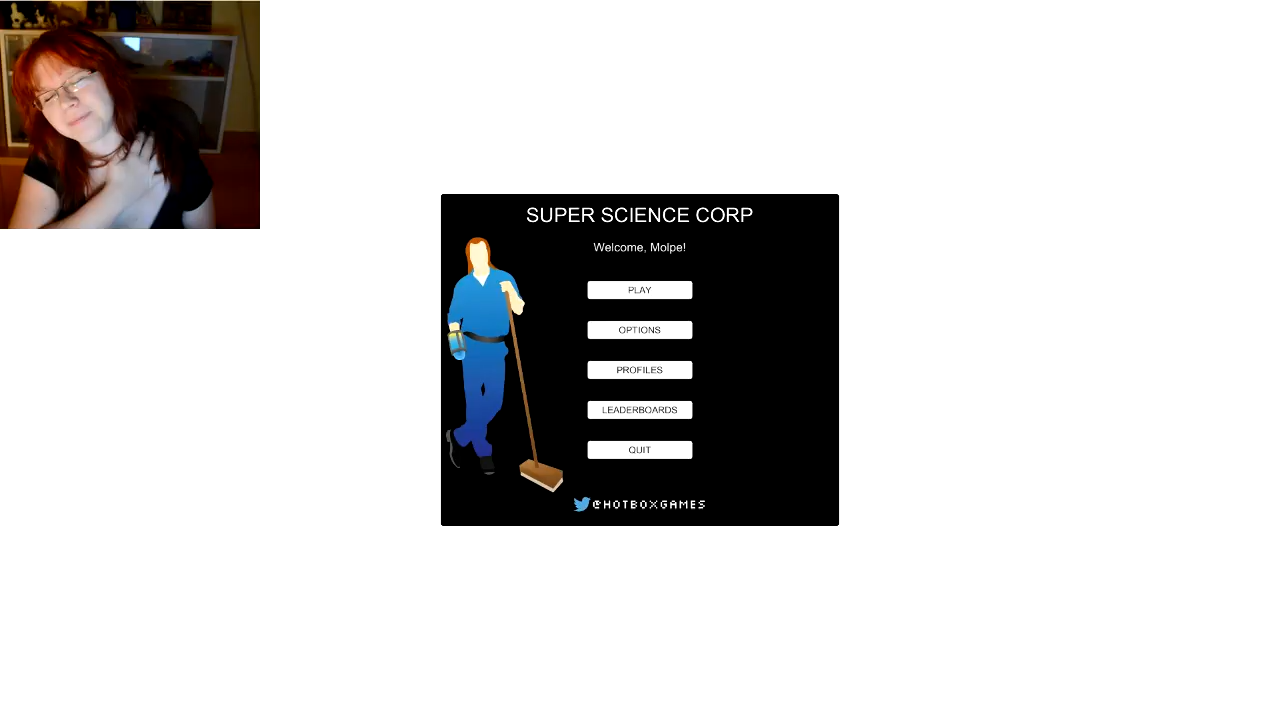 SUPER SCIENCE CORP
Welcome, Molpe!
PLAY
OPTIONS
PROFILES
LEADERBOARDS
QUIT
@HOTBOXGAMES